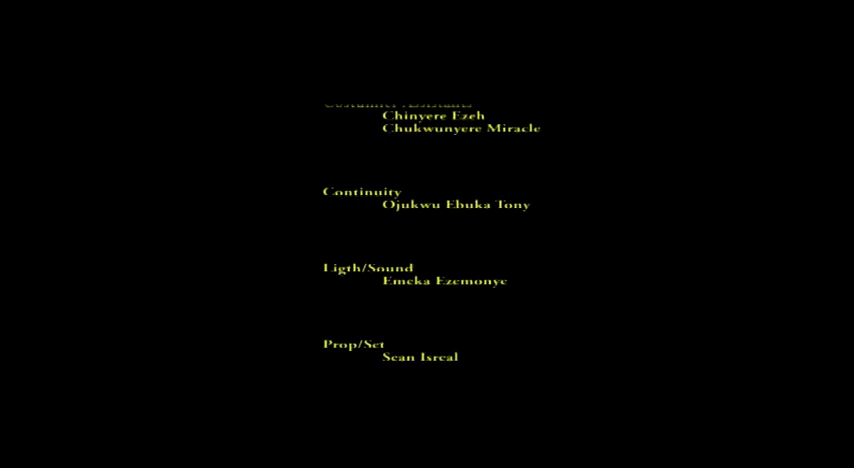 Chinyere Ezeh
Chukwunyere Miracle
Continuity
Ojukwu Ebuka Tony
Ligth/Sound
Emeka Ezemonye
Prop/Set
Sean Isreal